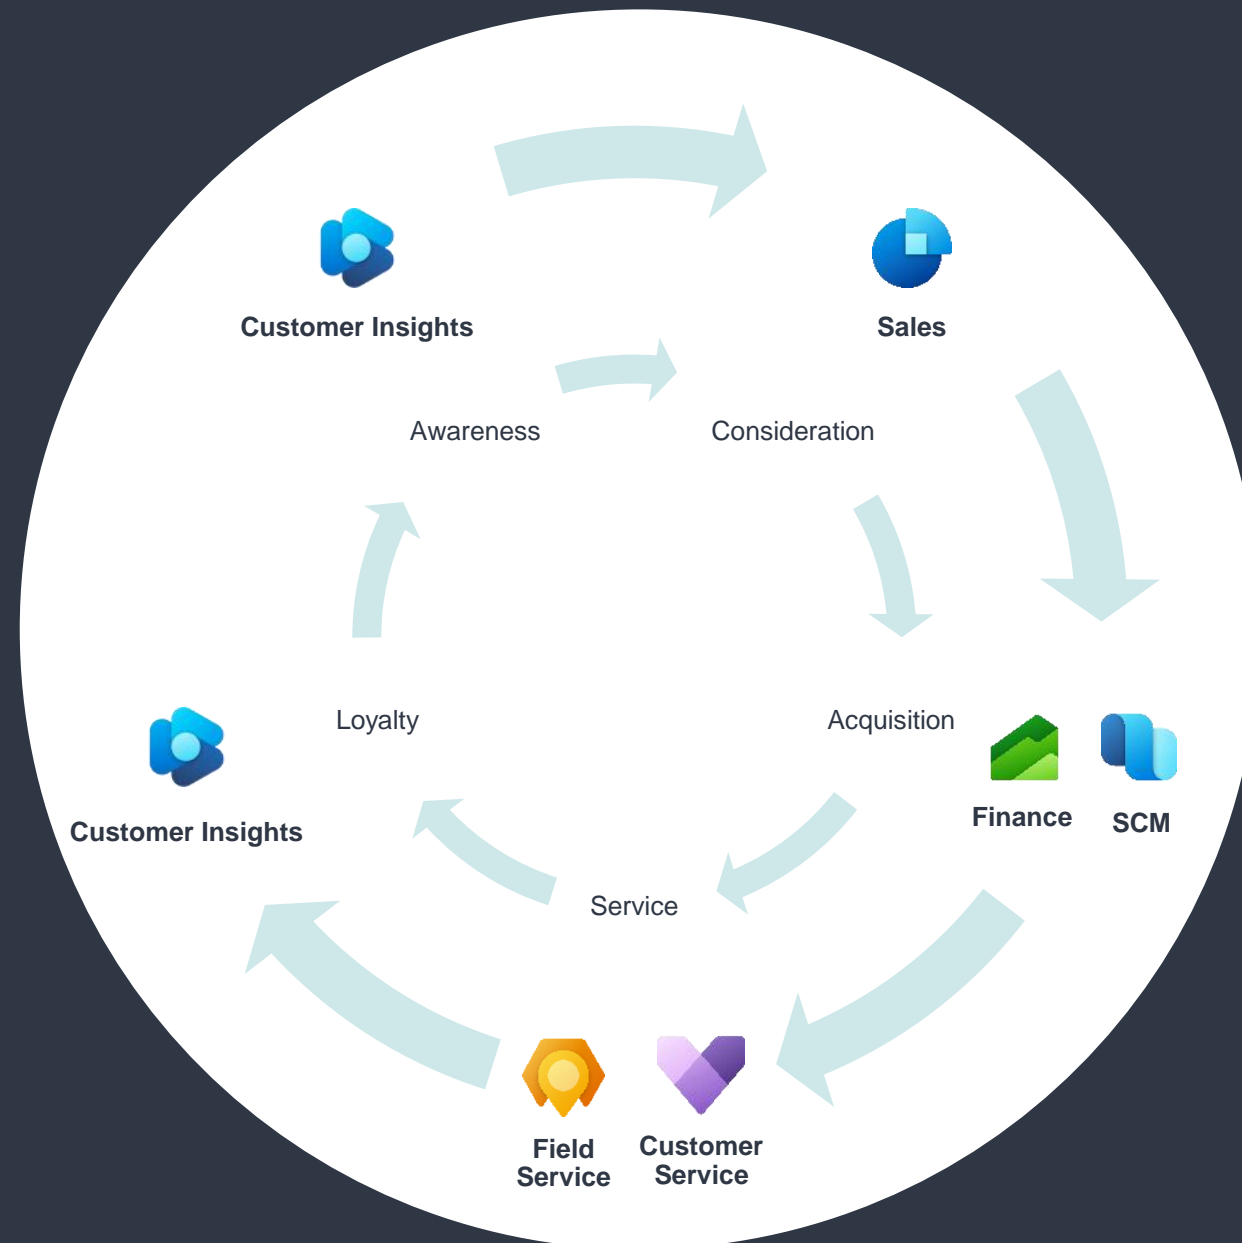 Customer Insights
Sales
Awareness
Consideration
Loyalty
Acquisition
Customer Insights
Finance
SCM
Service
Field
Service
Customer
Service